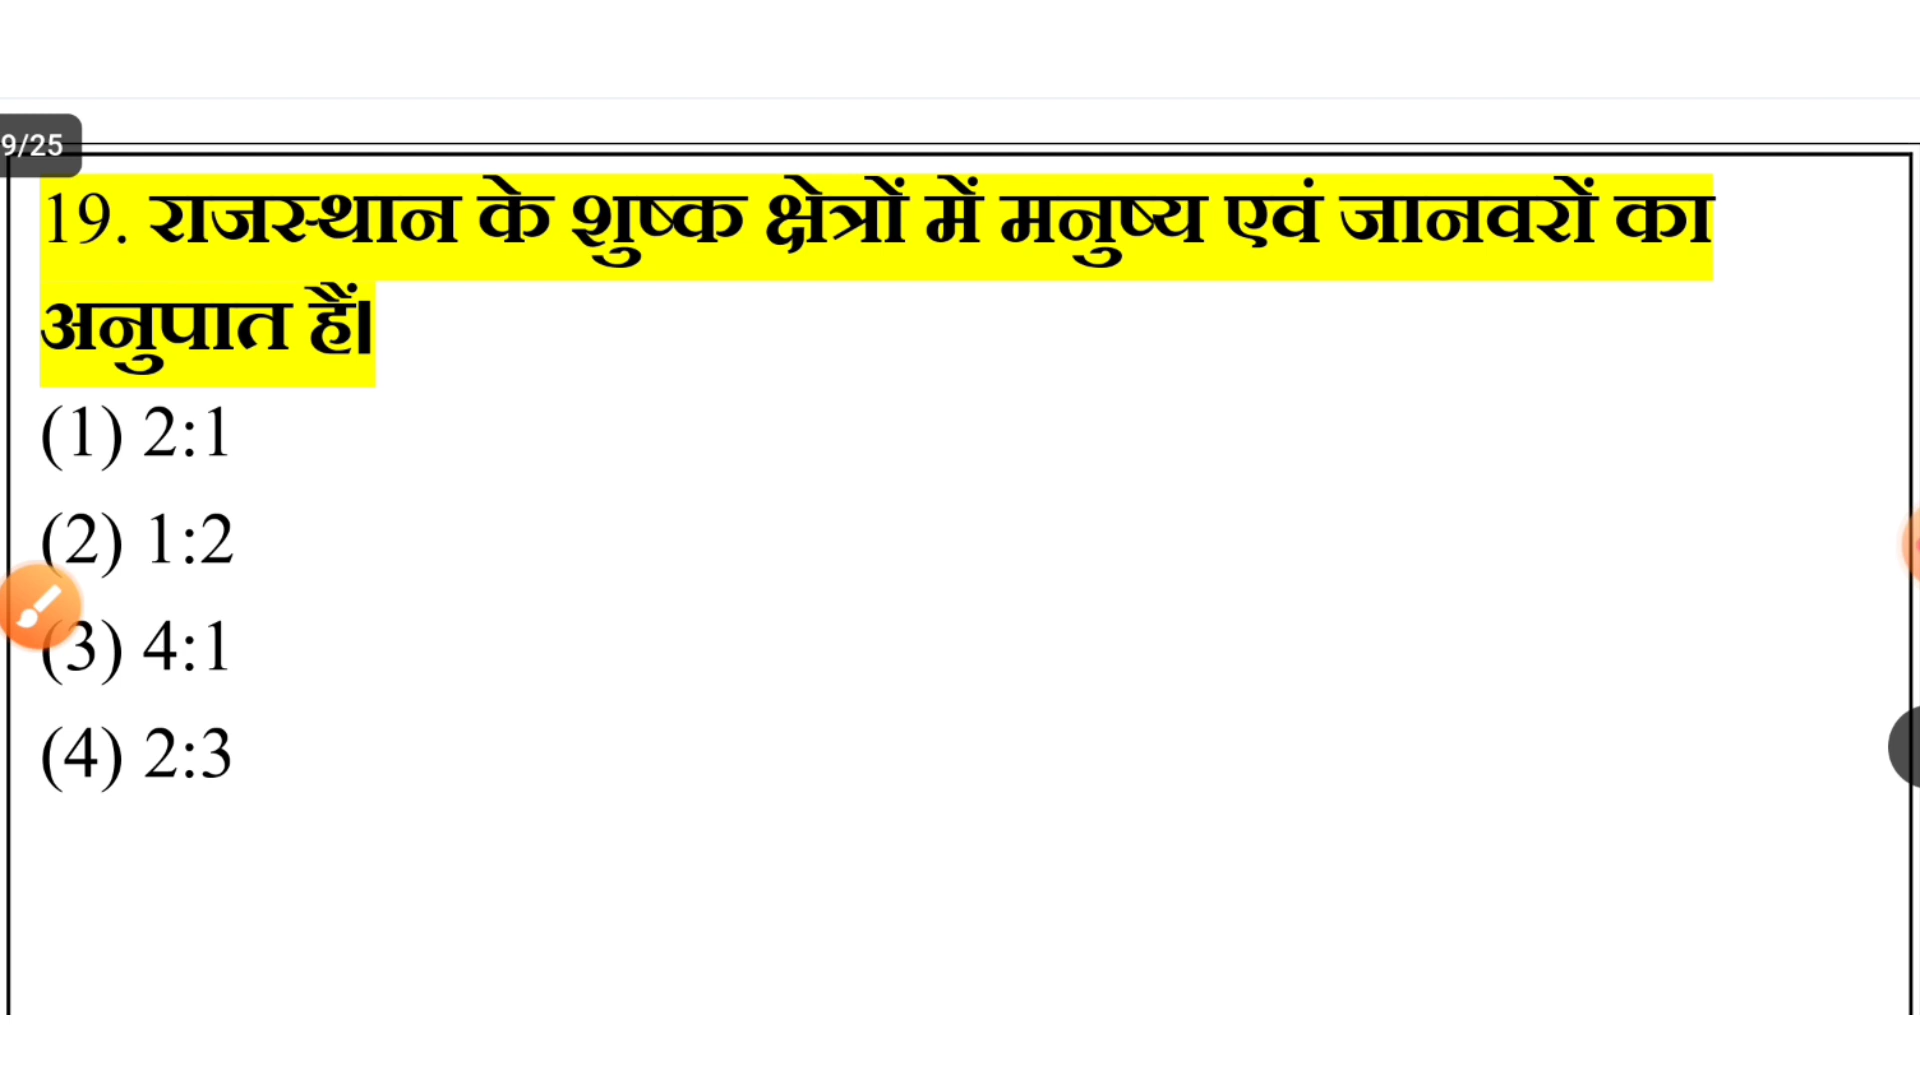 9/25
19. राजस्थान के शुष्क क्षेत्रों में मनुष्य एवं जानवरों का
अनुपात हैं।
(1) 2:1
(2) 1:2
(3) 4:1
(4) 2:3